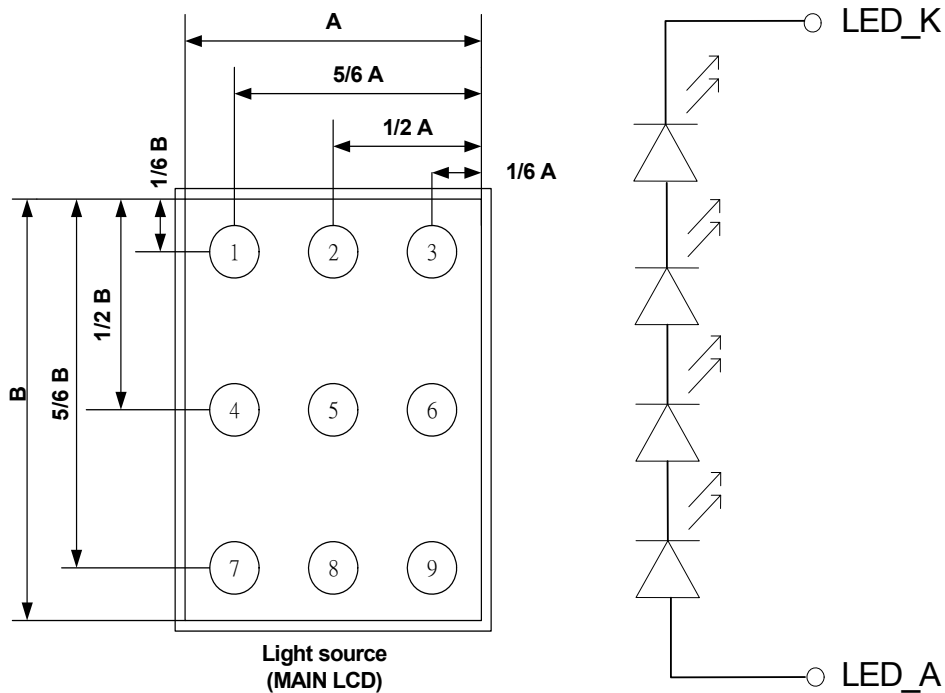 A
LED_K
5/6 A
1/2 A
1/6 B
1/6 A
1 2 3
1/2 B
5/6 B
B
4 5 6
7 8 9
Light source
(MAIN LCD)
LED_A